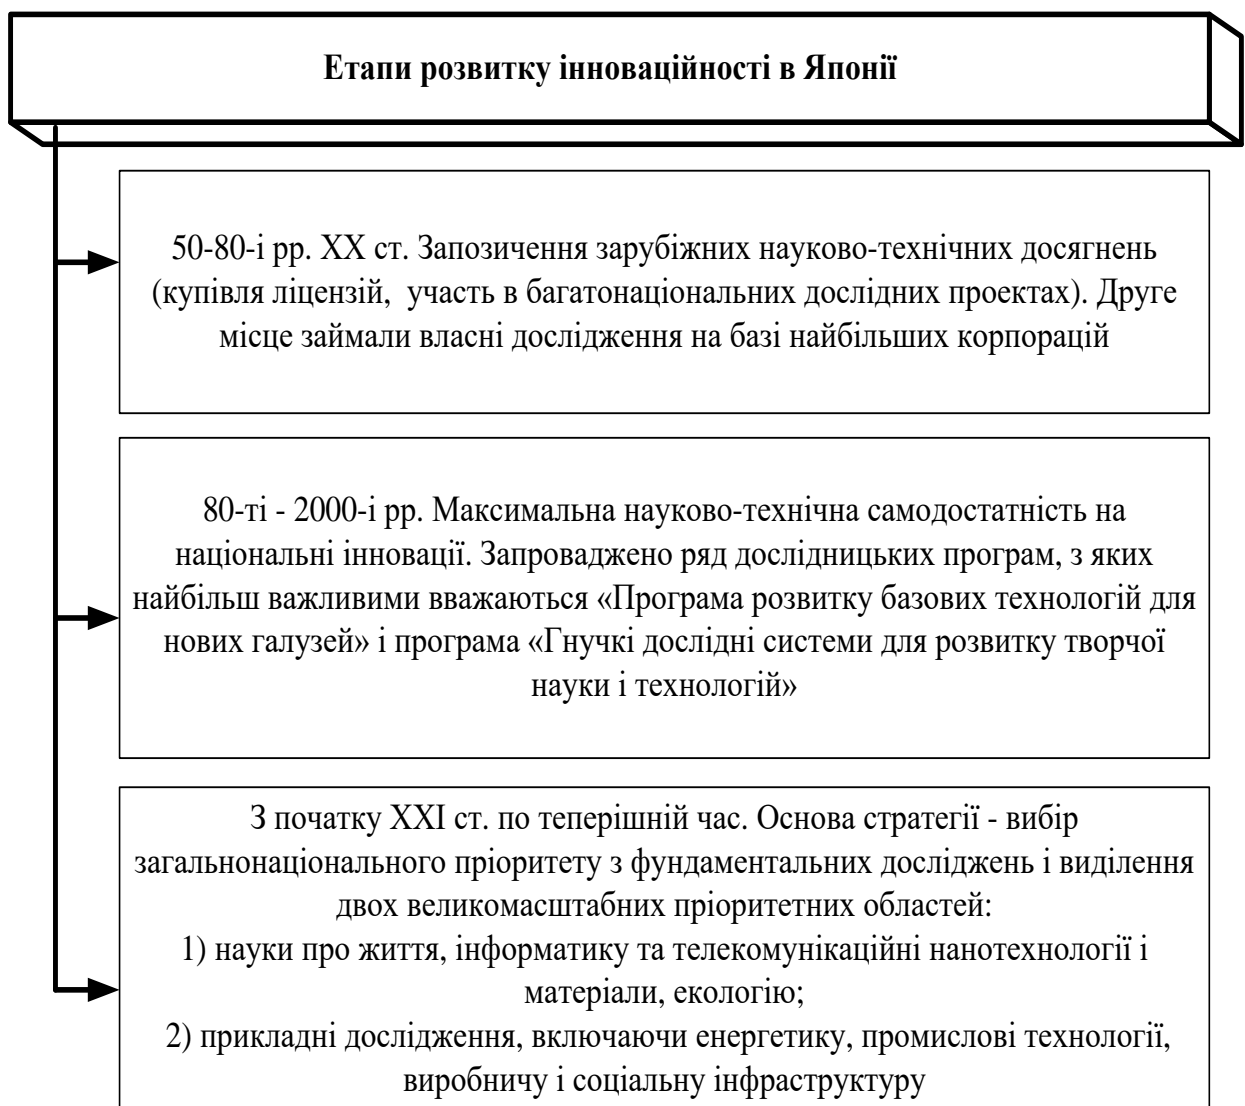 Етапи розвитку інноваційності в Японії
50-80-і рр. XX ст. Запозичення зарубіжних науково-технічних досягнень
(купівля ліцензій, участь в багатонаціональних дослідних проектах). Друге
місце займали власні дослідження на базі найбільших корпорацій
80-ті - 2000-і рр. Максимальна науково-технічна самодостатність на
національні інновації. Запроваджено ряд дослідницьких програм, з яких
найбільш важливими вважаються «Програма розвитку базових технологій для
нових галузей» і програма «Гнучкі дослідні системи для розвитку творчої
науки і технологій»
З початку XXI ст. по теперішній час. Основа стратегії - вибір
загальнонаціонального пріоритету з фундаментальних досліджень і виділення
двох великомасштабних пріоритетних областей:
1) науки про життя, інформатику та телекомунікаційні нанотехнології і
матеріали, екологію;
2) прикладні дослідження, включаючи енергетику, промислові технології,
виробничу і соціальну інфраструктуру